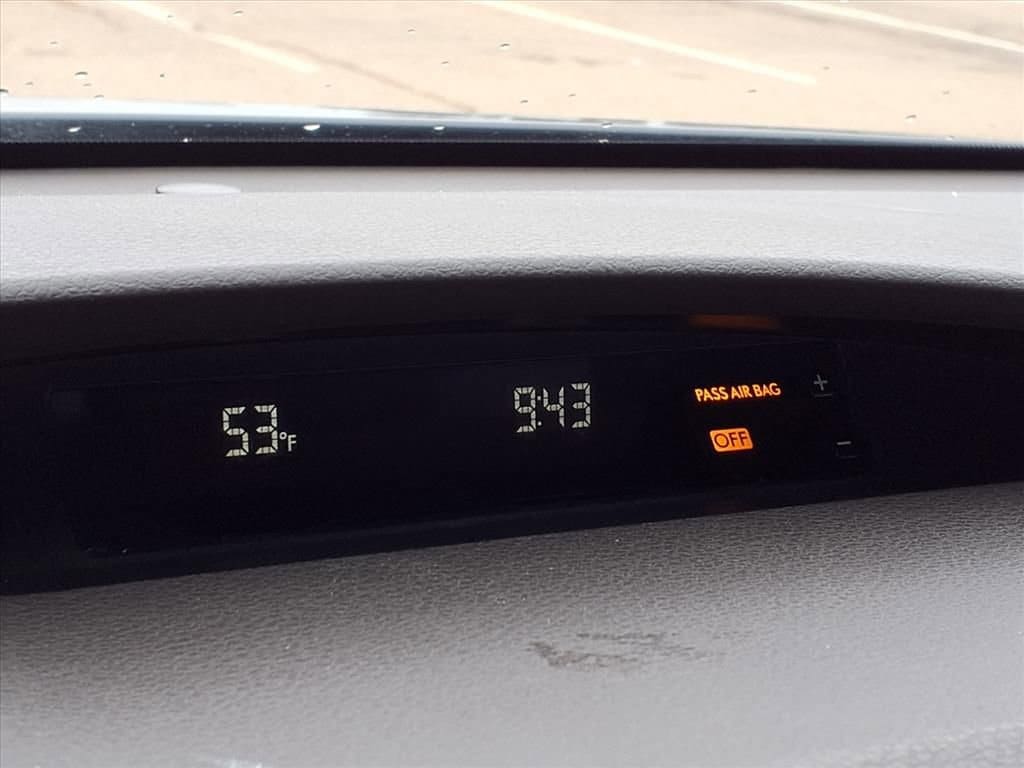 53°F
9:43
PASS AIR BAG
+
OFF
-